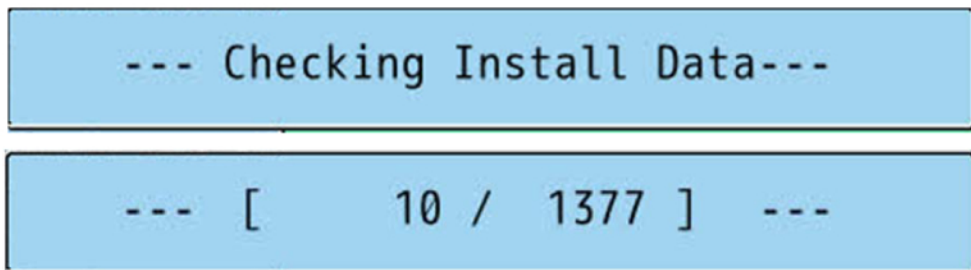 --- Checking Install Data---
--- [ 10 / 1377 ] ---